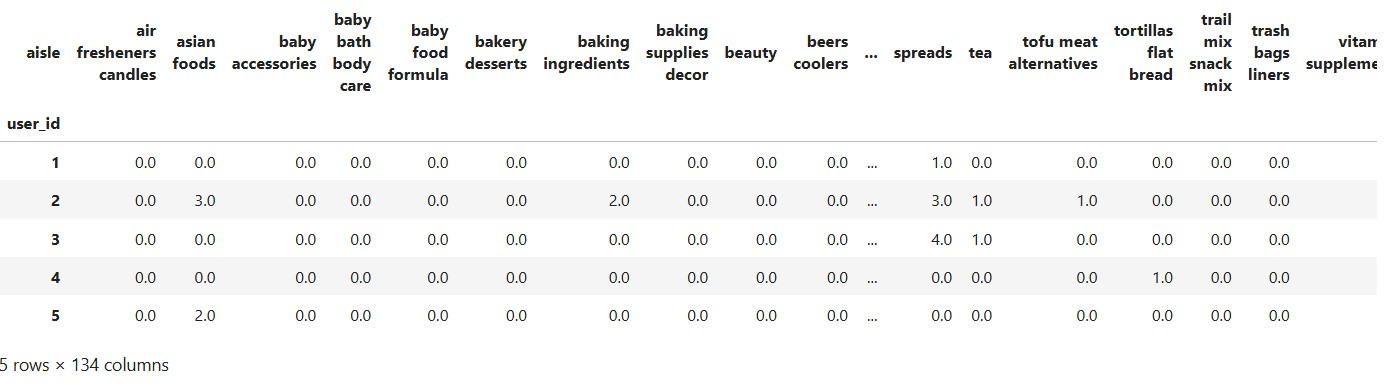 aisle air fresheners candles asian foods baby accessories baby bath body care baby food formula bakery desserts baking ingredients baking supplies decor beauty beers coolers ... spreads tea tofu meat alternatives tortillas flat bread trail mix snack mix trash bags liners vitam suppleme
user_id
1 0.0 0.0 0.0 0.0 0.0 0.0 0.0 0.0 0.0 0.0 ... 1.0 0.0 0.0 0.0 0.0 0.0
2 0.0 3.0 0.0 0.0 0.0 0.0 2.0 0.0 0.0 0.0 ... 3.0 1.0 1.0 0.0 0.0 0.0
3 0.0 0.0 0.0 0.0 0.0 0.0 0.0 0.0 0.0 0.0 ... 4.0 1.0 0.0 0.0 0.0 0.0
4 0.0 0.0 0.0 0.0 0.0 0.0 0.0 0.0 0.0 0.0 ... 0.0 0.0 0.0 1.0 0.0 0.0
5 0.0 2.0 0.0 0.0 0.0 0.0 0.0 0.0 0.0 0.0 ... 0.0 0.0 0.0 0.0 0.0 0.0
5 rows × 134 columns